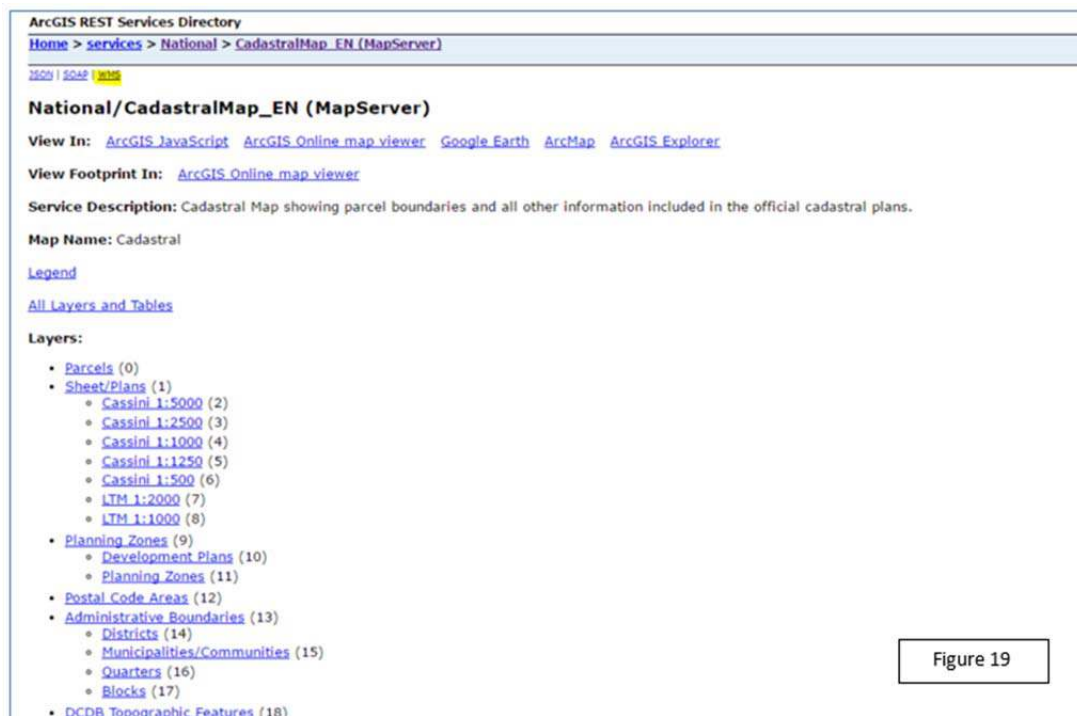 ArcGIS REST Services Directory
Home > services > National > CadastralMap_EN (MapServer)
JSON | SOAP | WMS
National/CadastralMap_EN (MapServer)
View In: ArcGIS JavaScript ArcGIS Online map viewer Google Earth ArcMap ArcGIS Explorer
View Footprint In: ArcGIS Online map viewer
Service Description: Cadastral Map showing parcel boundaries and all other information included in the official cadastral plans.
Map Name: Cadastral
Legend
All Layers and Tables
Layers:
• Parcels (0)
• Sheet/Plans (1)
Cassini 1:5000 (2)
Cassini 1:2500 (3)
Cassini 1:1000 (4)
Cassini 1:1250 (5)
Cassini 1:500 (6)
LTM 1:2000 (7)
LTM 1:1000 (8)
• Planning Zones (9)
Development Plans (10)
Planning Zones (11)
• Postal Code Areas (12)
• Administrative Boundaries (13)
Districts (14)
Municipalities/Communities (15)
Quarters (16)
Blocks (17)
• DCDB Topographic Features (18)
Figure 19